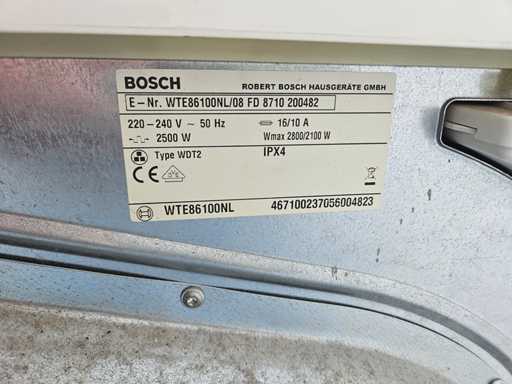 BOSCH ROBERT BOSCH HAUSGERÄTE GMBH
E-Nr. WTE86100NL/08 FD 8710 200482
220-240 V ~ 50 Hz 16/10 A
2500 W Wmax 2800/2100 W
Type WDT2 IPX4
CE
WTE86100NL 467100237056004823